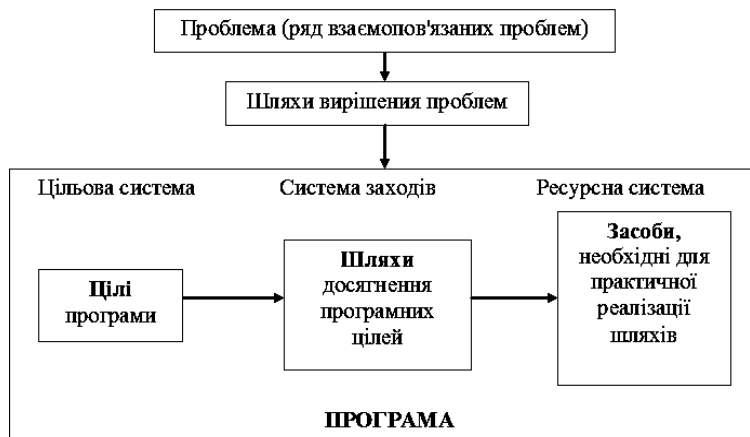 Проблема (ряд взаємопов'язаних проблем)
Шляхи вирішення проблем
Цільова система
Система заходів
Ресурсна система
Цілі
програми
Шляхи
досягнення
програмних
цілей
Засоби,
необхідні для
практичної
реалізації
шляхів
ПРОГРАМА